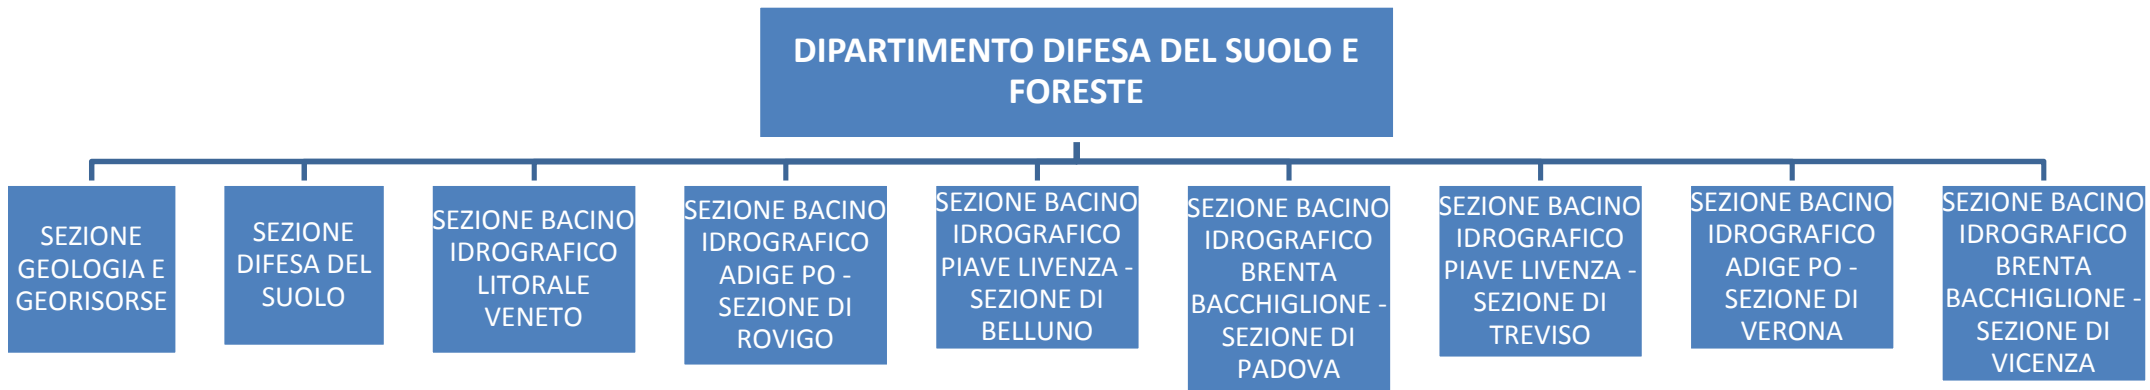 DIPARTIMENTO DIFESA DEL SUOLO E
FORESTE
SEZIONE
GEOLOGIA E
GEORISORSE
SEZIONE
DIFESA DEL
SUOLO
SEZIONE BACINO
IDROGRAFICO
LITORALE
VENETO
SEZIONE BACINO
IDROGRAFICO
ADIGE PO -
SEZIONE DI
ROVIGO
SEZIONE BACINO
IDROGRAFICO
PIAVE LIVENZA -
SEZIONE DI
BELLUNO
SEZIONE BACINO
IDROGRAFICO
BRENTA
BACCHIGLIONE -
SEZIONE DI
PADOVA
SEZIONE BACINO
IDROGRAFICO
PIAVE LIVENZA -
SEZIONE DI
TREVISO
SEZIONE BACINO
IDROGRAFICO
ADIGE PO -
SEZIONE DI
VERONA
SEZIONE BACINO
IDROGRAFICO
BRENTA
BACCHIGLIONE -
SEZIONE DI
VICENZA